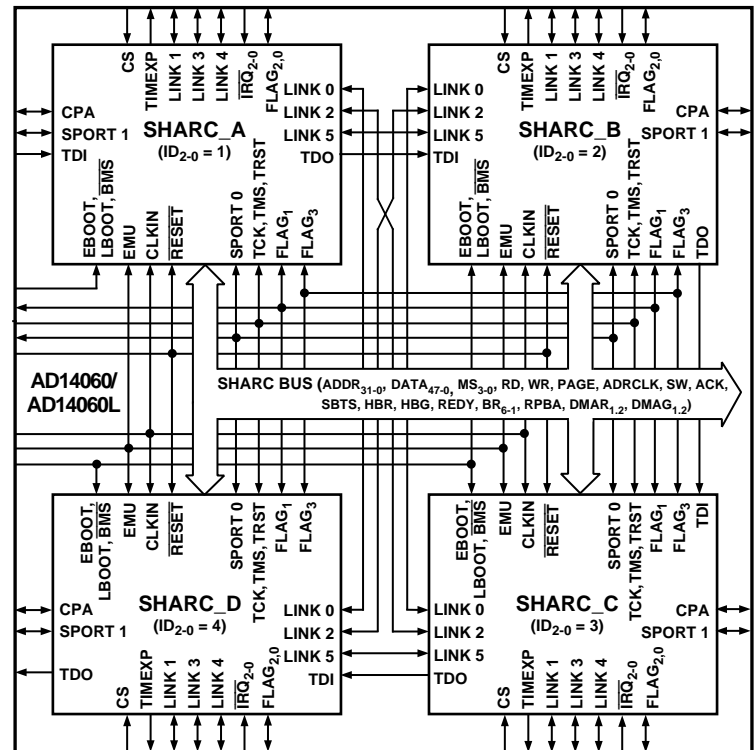 CS
TIMEXP
LINK 1
LINK 3
LINK 4
IRQ2-0
FLAG2,0
CPA
SPORT 1
TDI
SHARC_A
(ID2-0 = 1)
LINK 0
LINK 2
LINK 5
TDO
EBOOT,
LBOOT, BMS
EMU
CLKIN
RESET
SPORT 0
TCK, TMS, TRST
FLAG1
FLAG3
CS
TIMEXP
LINK 1
LINK 3
LINK 4
IRQ2-0
FLAG2,0
LINK 0
LINK 2
LINK 5
TDI
SHARC_B
(ID2-0 = 2)
CPA
SPORT 1
EBOOT,
LBOOT, BMS
EMU
CLKIN
RESET
SPORT 0
TCK, TMS, TRST
FLAG1
FLAG3
TDO
AD14060/
AD14060L
SHARC BUS (ADDR31-0, DATA47-0, MS3-0, RD, WR, PAGE, ADRCLK, SW, ACK,
SBTS, HBR, HBG, REDY, BR6-1, RPBA, DMAR1.2, DMAG1.2)
EBOOT,
LBOOT, BMS
EMU
CLKIN
RESET
SPORT 0
TCK, TMS, TRST
FLAG1
FLAG3
CPA
SPORT 1
TDO
SHARC_D
(ID2-0 = 4)
LINK 0
LINK 2
LINK 5
TDI
CS
TIMEXP
LINK 1
LINK 3
LINK 4
IRQ2-0
FLAG2,0
EBOOT,
LBOOT, BMS
EMU
CLKIN
RESET
SPORT 0
TCK, TMS, TRST
FLAG1
FLAG3
TDI
LINK 0
LINK 2
LINK 5
TDO
SHARC_C
(ID2-0 = 3)
CPA
SPORT 1
CS
TIMEXP
LINK 1
LINK 3
LINK 4
IRQ2-0
FLAG2,0